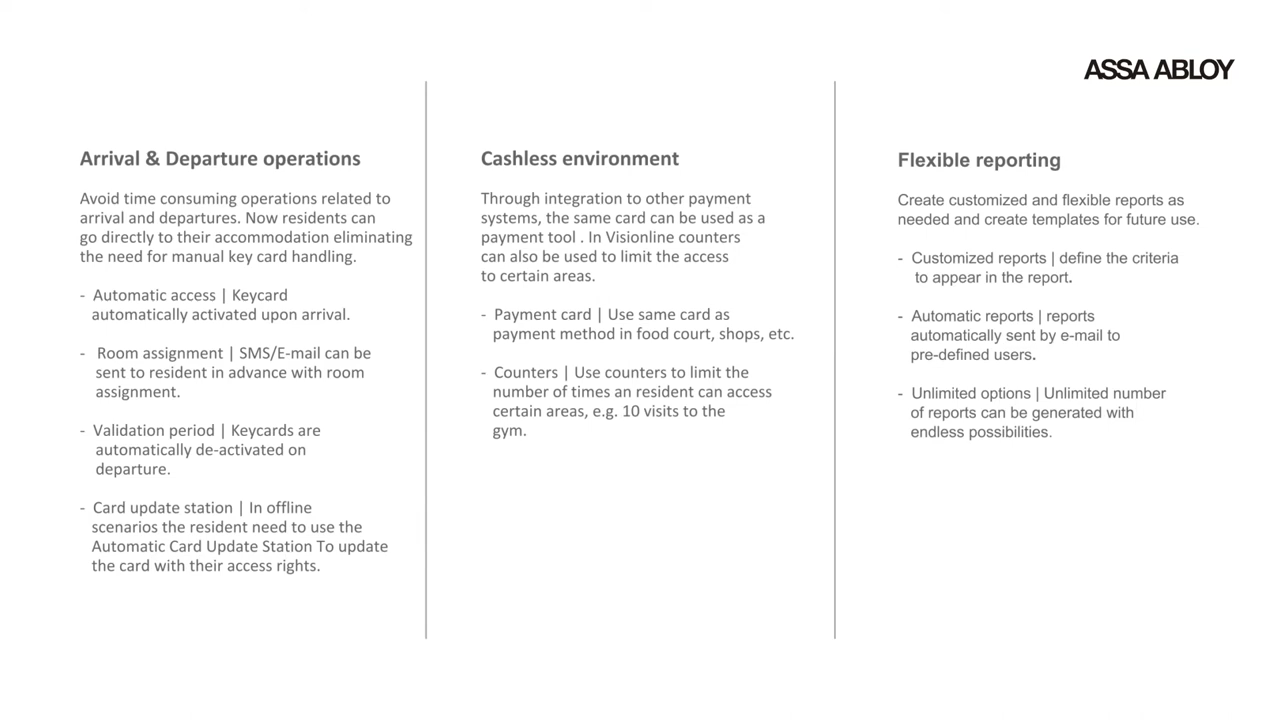 ASSA ABLOY
Arrival & Departure operations
Avoid time consuming operations related to
arrival and departures. Now residents can
go directly to their accommodation eliminating
the need for manual key card handling.
- Automatic access | Keycard
automatically activated upon arrival.
- Room assignment | SMS/E-mail can be
sent to resident in advance with room
assignment.
- Validation period | Keycards are
automatically de-activated on
departure.
- Card update station | In offline
scenarios the resident need to use the
Automatic Card Update Station To update
the card with their access rights.
Cashless environment
Through integration to other payment
systems, the same card can be used as a
payment tool . In Visionline counters
can also be used to limit the access
to certain areas.
- Payment card | Use same card as
payment method in food court, shops, etc.
- Counters | Use counters to limit the
number of times an resident can access
certain areas, e.g. 10 visits to the
gym.
Flexible reporting
Create customized and flexible reports as
needed and create templates for future use.
- Customized reports | define the criteria
to appear in the report.
- Automatic reports | reports
automatically sent by e-mail to
pre-defined users.
- Unlimited options | Unlimited number
of reports can be generated with
endless possibilities.